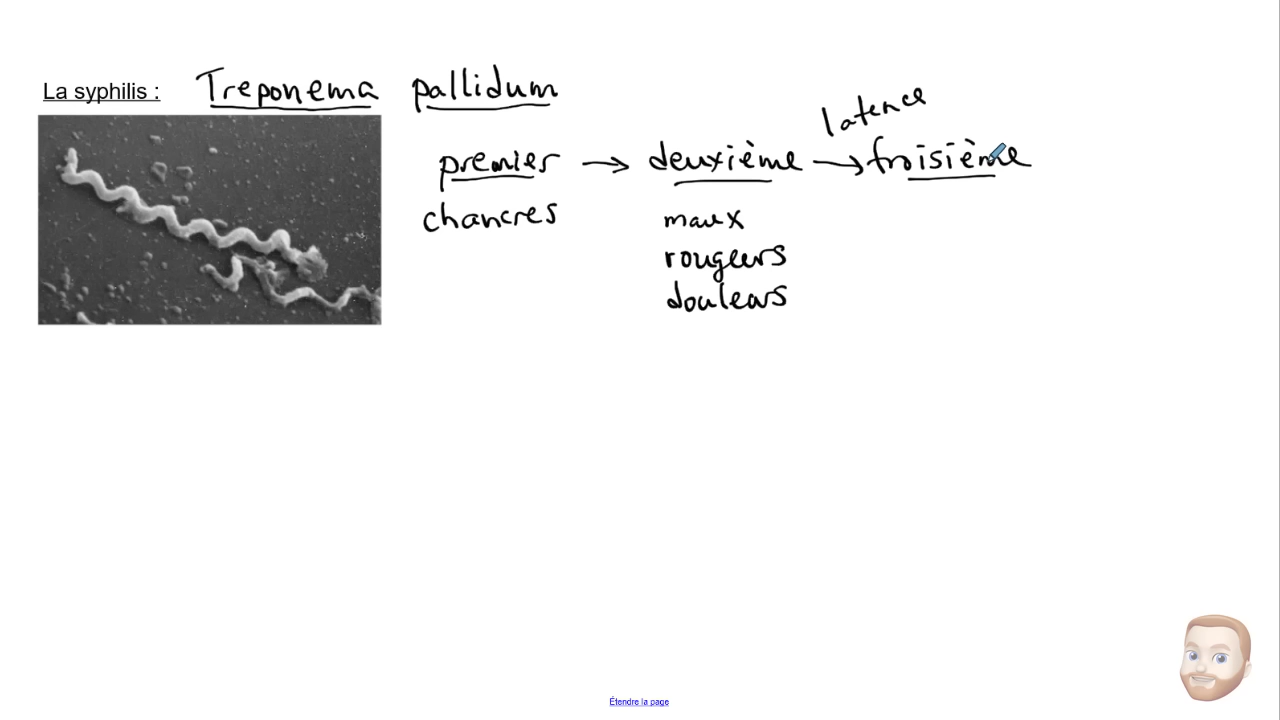 La syphilis : Treponema pallidum
latence
premier → deuxième → troisième
chancres
maux
rougeurs
douleurs
Étendre la page